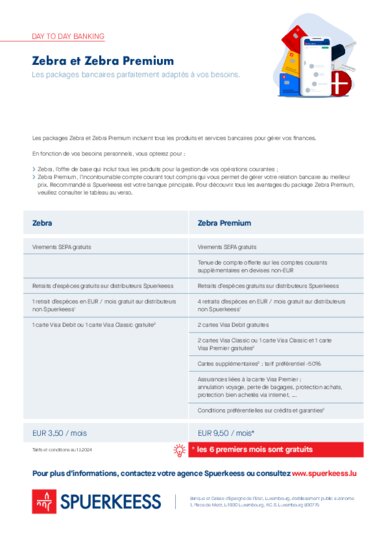 DAY TO DAY BANKING
Zebra et Zebra Premium
Les packages bancaires parfaitement adaptés à vos besoins.
Les packages Zebra et Zebra Premium incluent tous les produits et services bancaires pour gérer vos finances.
En fonction de vos besoins personnels, vous opterez pour :
Zebra, l'offre de base qui inclut tous les produits pour la gestion de vos opérations courantes ;
Zebra Premium, l'incontournable compte courant tout compris qui vous permet de gérer votre relation bancaire au meilleur
prix. Recommandé si Spuerkeess est votre banque principale. Pour découvrir tous les avantages du package Zebra Premium,
veuillez consulter le tableau au verso.
Zebra Zebra Premium
Virements SEPA gratuits Virements SEPA gratuits
Tenue de compte offerte sur les comptes courants
supplémentaires en devises non-EUR
Retraits d'espèces gratuits sur distributeurs Spuerkeess Retraits d'espèces gratuits sur distributeurs Spuerkeess
1 retrait d'espèces en EUR / mois gratuit sur distributeurs 4 retraits d'espèces en EUR / mois gratuit sur distributeurs
non Spuerkeess¹ non Spuerkeess¹
1 carte Visa Debit ou 1 carte Visa Classic gratuite² 2 cartes Visa Debit gratuites
2 cartes Visa Classic ou 1 carte Visa Classic et 1 carte
Visa Premier gratuites²
Cartes supplémentaires² : tarif préférentiel -50%
Assurances liées à la carte Visa Premier :
annulation voyage, perte de bagages, protection achats,
protection bien achetés via internet, ...
Conditions préférentielles sur crédits et garanties²
EUR 3,50 / mois EUR 9,50 / mois*
Tarifs et conditions au 1.1.2024
* les 6 premiers mois sont gratuits
Pour plus d'informations, contactez votre agence Spuerkeess ou consultez www.spuerkeess.lu
SPUERKEESS
Banque et Caisse d'Epargne de l'Etat, Luxembourg, établissement public autonome
1, Place de Metz, L-1930 Luxembourg, R.C.S. Luxembourg B30775